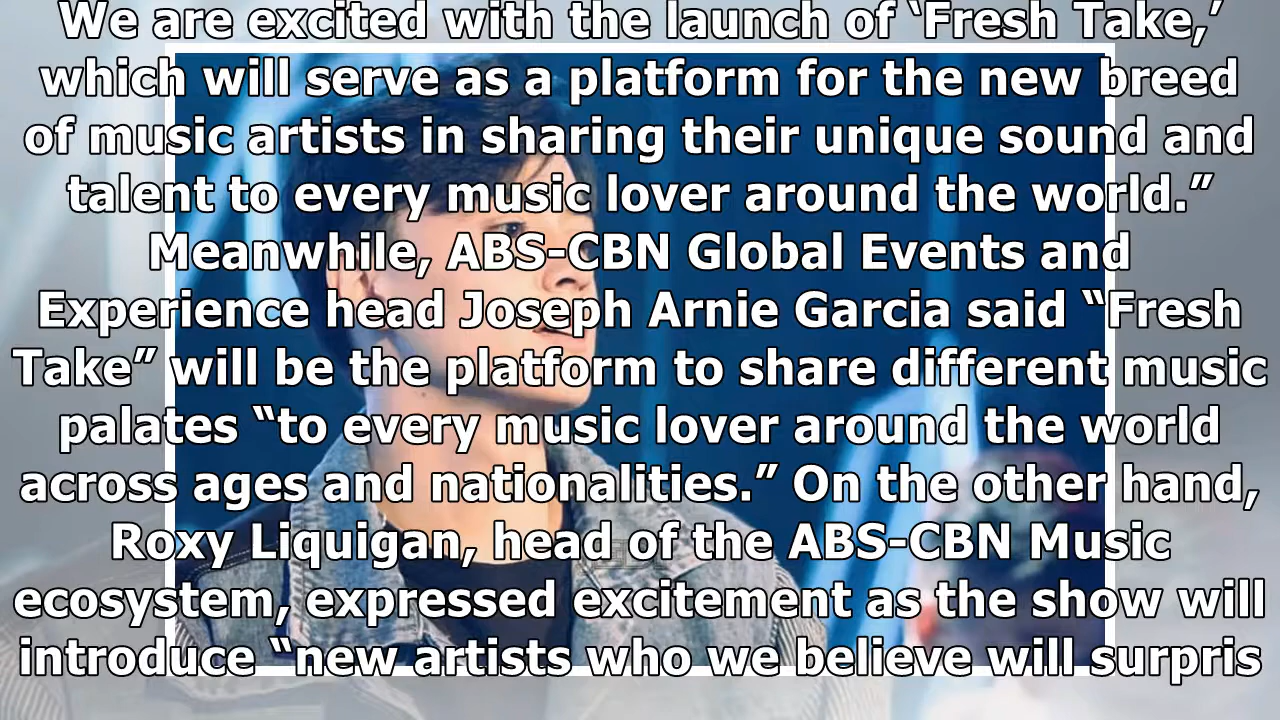 We are excited with the launch of ‘Fresh Take,’
which will serve as a platform for the new breed
of music artists in sharing their unique sound and
talent to every music lover around the world.”
Meanwhile, ABS-CBN Global Events and
Experience head Joseph Arnie Garcia said “Fresh
Take” will be the platform to share different music
palates “to every music lover around the world
across ages and nationalities.” On the other hand,
Roxy Liquigan, head of the ABS-CBN Music
ecosystem, expressed excitement as the show will
introduce “new artists who we believe will surpris